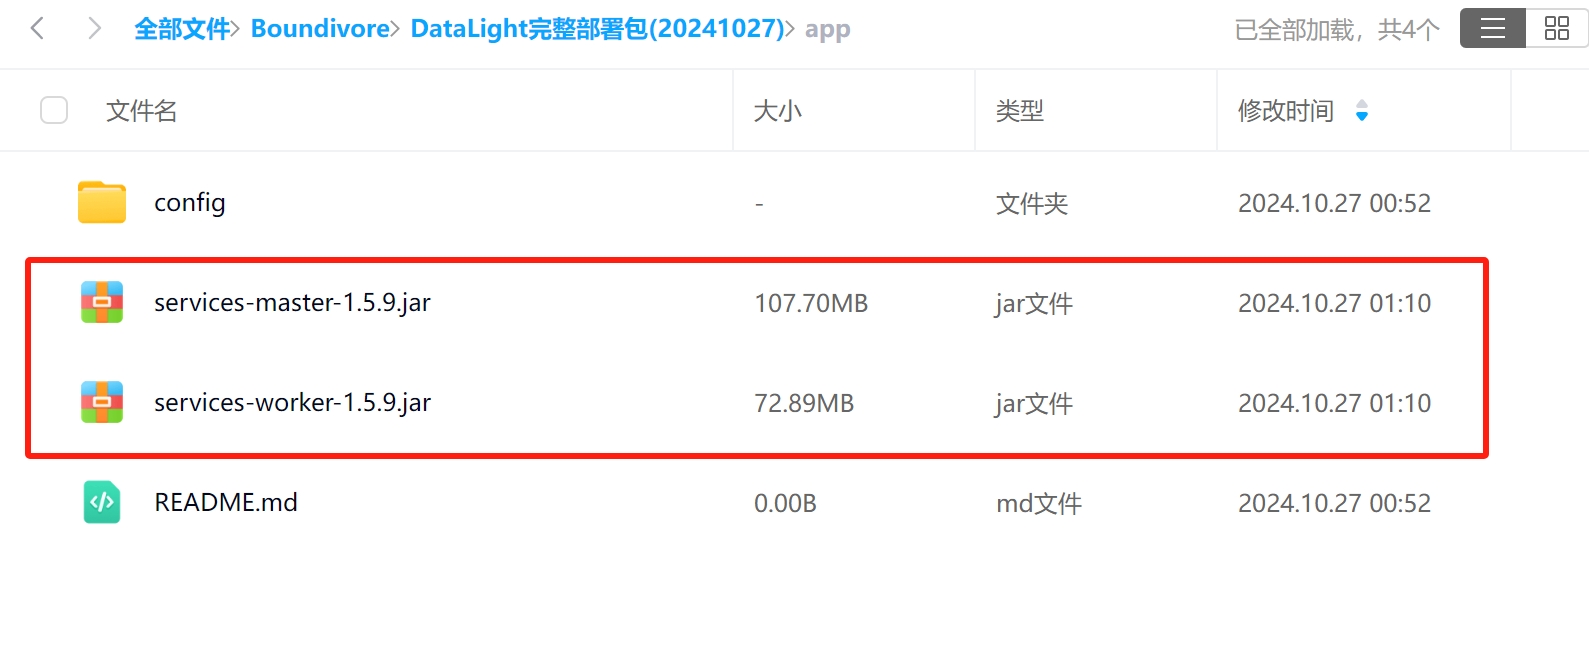 全部文件> Boundivore> DataLight完整部署包(20241027)> app 已全部加载，共4个
文件名 大小 类型 修改时间
config - 文件夹 2024.10.27 00:52
services-master-1.5.9.jar 107.70MB jar文件 2024.10.27 01:10
services-worker-1.5.9.jar 72.89MB jar文件 2024.10.27 01:10
README.md 0.00B md文件 2024.10.27 00:52